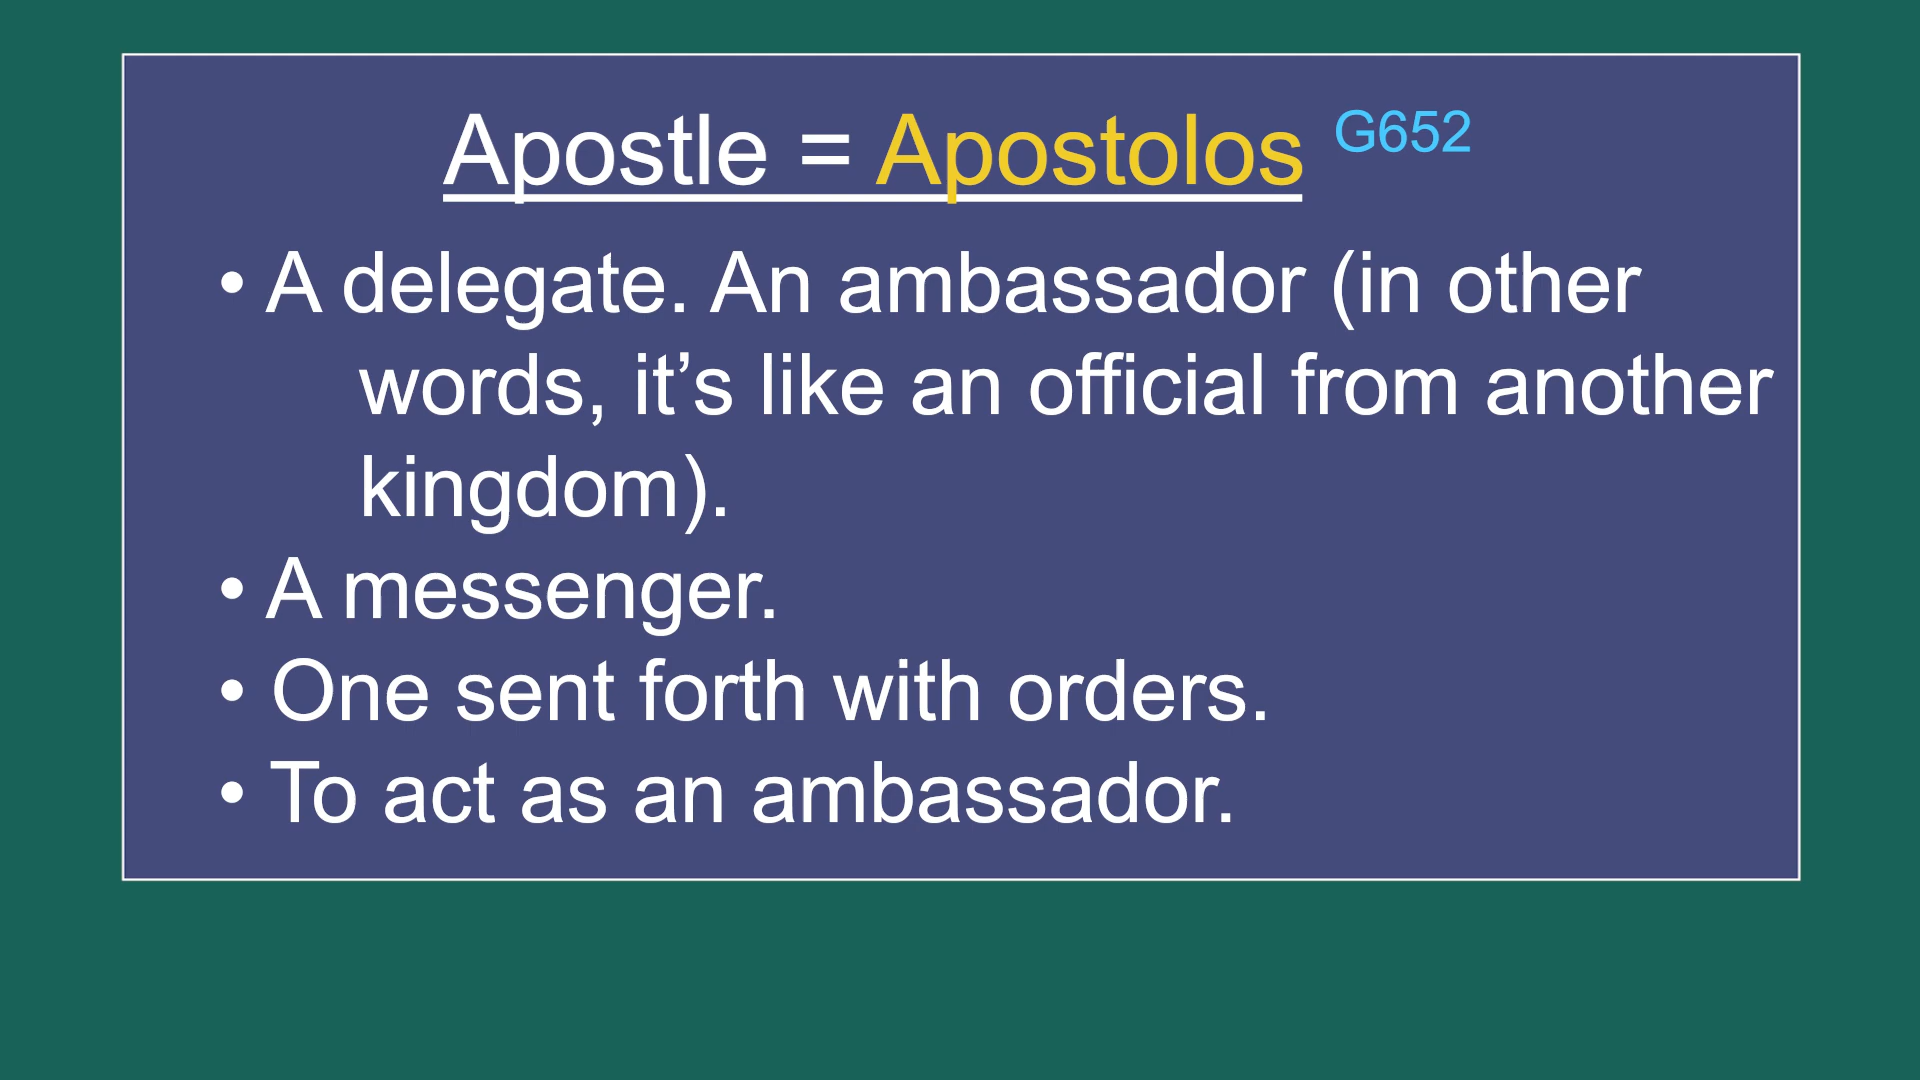 Apostle = Apostolos G652
• A delegate. An ambassador (in other
words, it’s like an official from another
kingdom).
• A messenger.
• One sent forth with orders.
• To act as an ambassador.